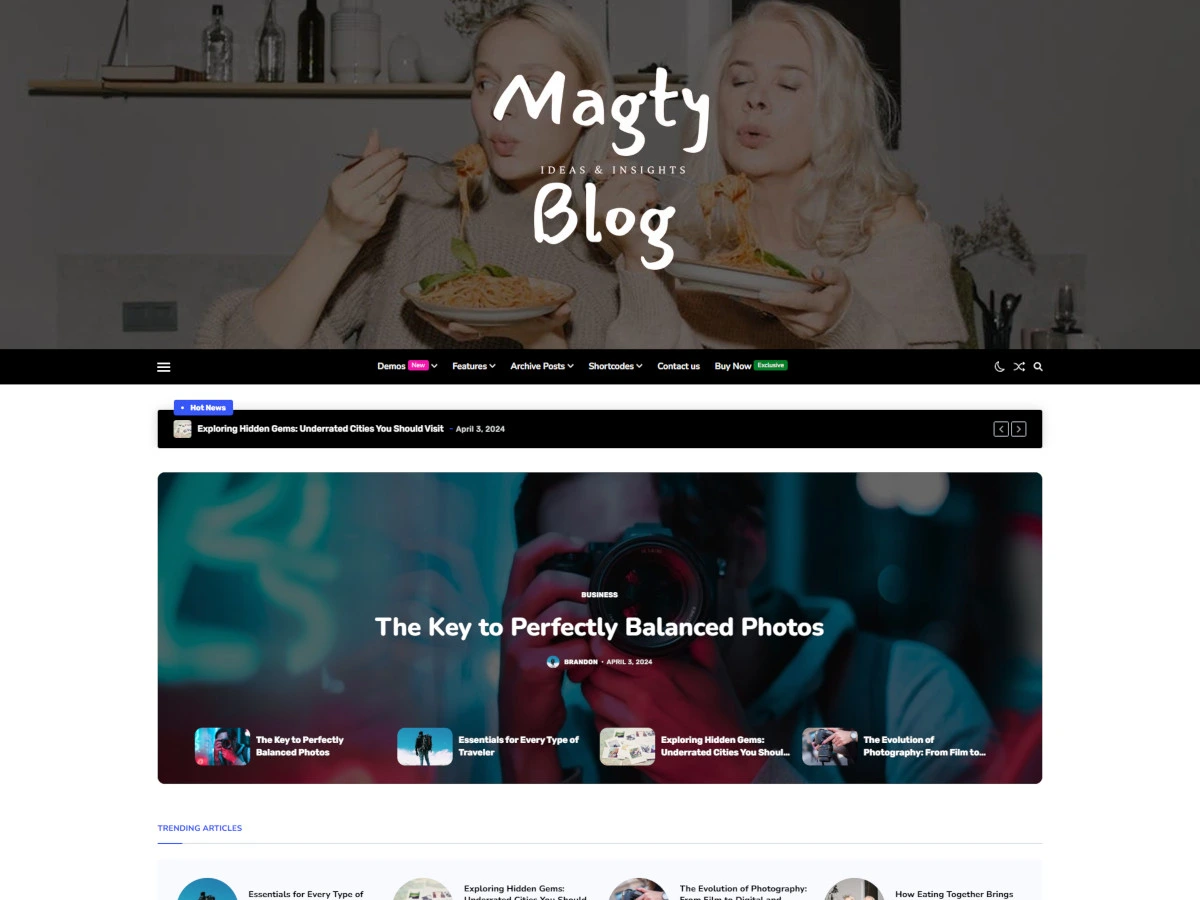 Magty
IDEAS & INSIGHTS
Blog
Demos New
Features
Archive Posts
Shortcodes
Contact us
Buy Now Exclusive
Hot News
Exploring Hidden Gems: Underrated Cities You Should Visit - April 3, 2024
BUSINESS
The Key to Perfectly Balanced Photos
BRANDON • APRIL 3, 2024
The Key to Perfectly
Balanced Photos
Essentials for Every Type of
Traveler
Exploring Hidden Gems:
Underrated Cities You Shoul...
The Evolution of
Photography: From Film to...
TRENDING ARTICLES
Essentials for Every Type of
Exploring Hidden Gems:
Underrated Cities You Should
The Evolution of Photography:
From Film to Digital and
How Eating Together Brings